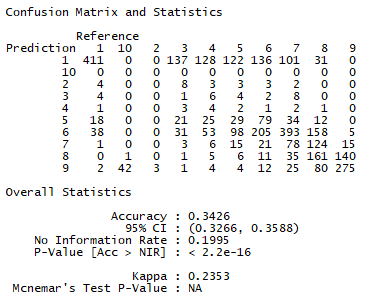 Confusion Matrix and Statistics
Reference
Prediction 1 10 2 3 4 5 6 7 8 9
1 411 0 0 137 128 122 136 101 31 0
10 0 0 0 0 0 0 0 0 0 0
2 4 0 0 8 3 3 3 2 0 0
3 4 0 0 1 6 4 2 8 0 0
4 1 0 0 3 4 2 1 2 1 0
5 18 0 0 21 25 29 79 34 12 0
6 38 0 0 31 53 98 205 393 158 5
7 1 0 0 3 6 15 21 78 124 15
8 0 1 0 1 5 6 11 35 161 140
9 2 42 3 1 4 4 12 25 80 275
Overall Statistics
Accuracy : 0.3426
95% CI : (0.3266, 0.3588)
No Information Rate : 0.1995
P-Value [Acc > NIR] : < 2.2e-16
Kappa : 0.2353
Mcnemar's Test P-Value : NA